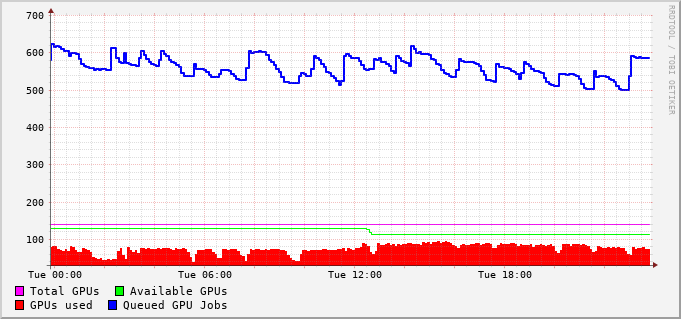 700
600
500
400
300
200
100
Tue 00:00 Tue 06:00 Tue 12:00 Tue 18:00
Total GPUs Available GPUs
GPUs used Queued GPU Jobs
RRDTOOL / TOBI OETIKER